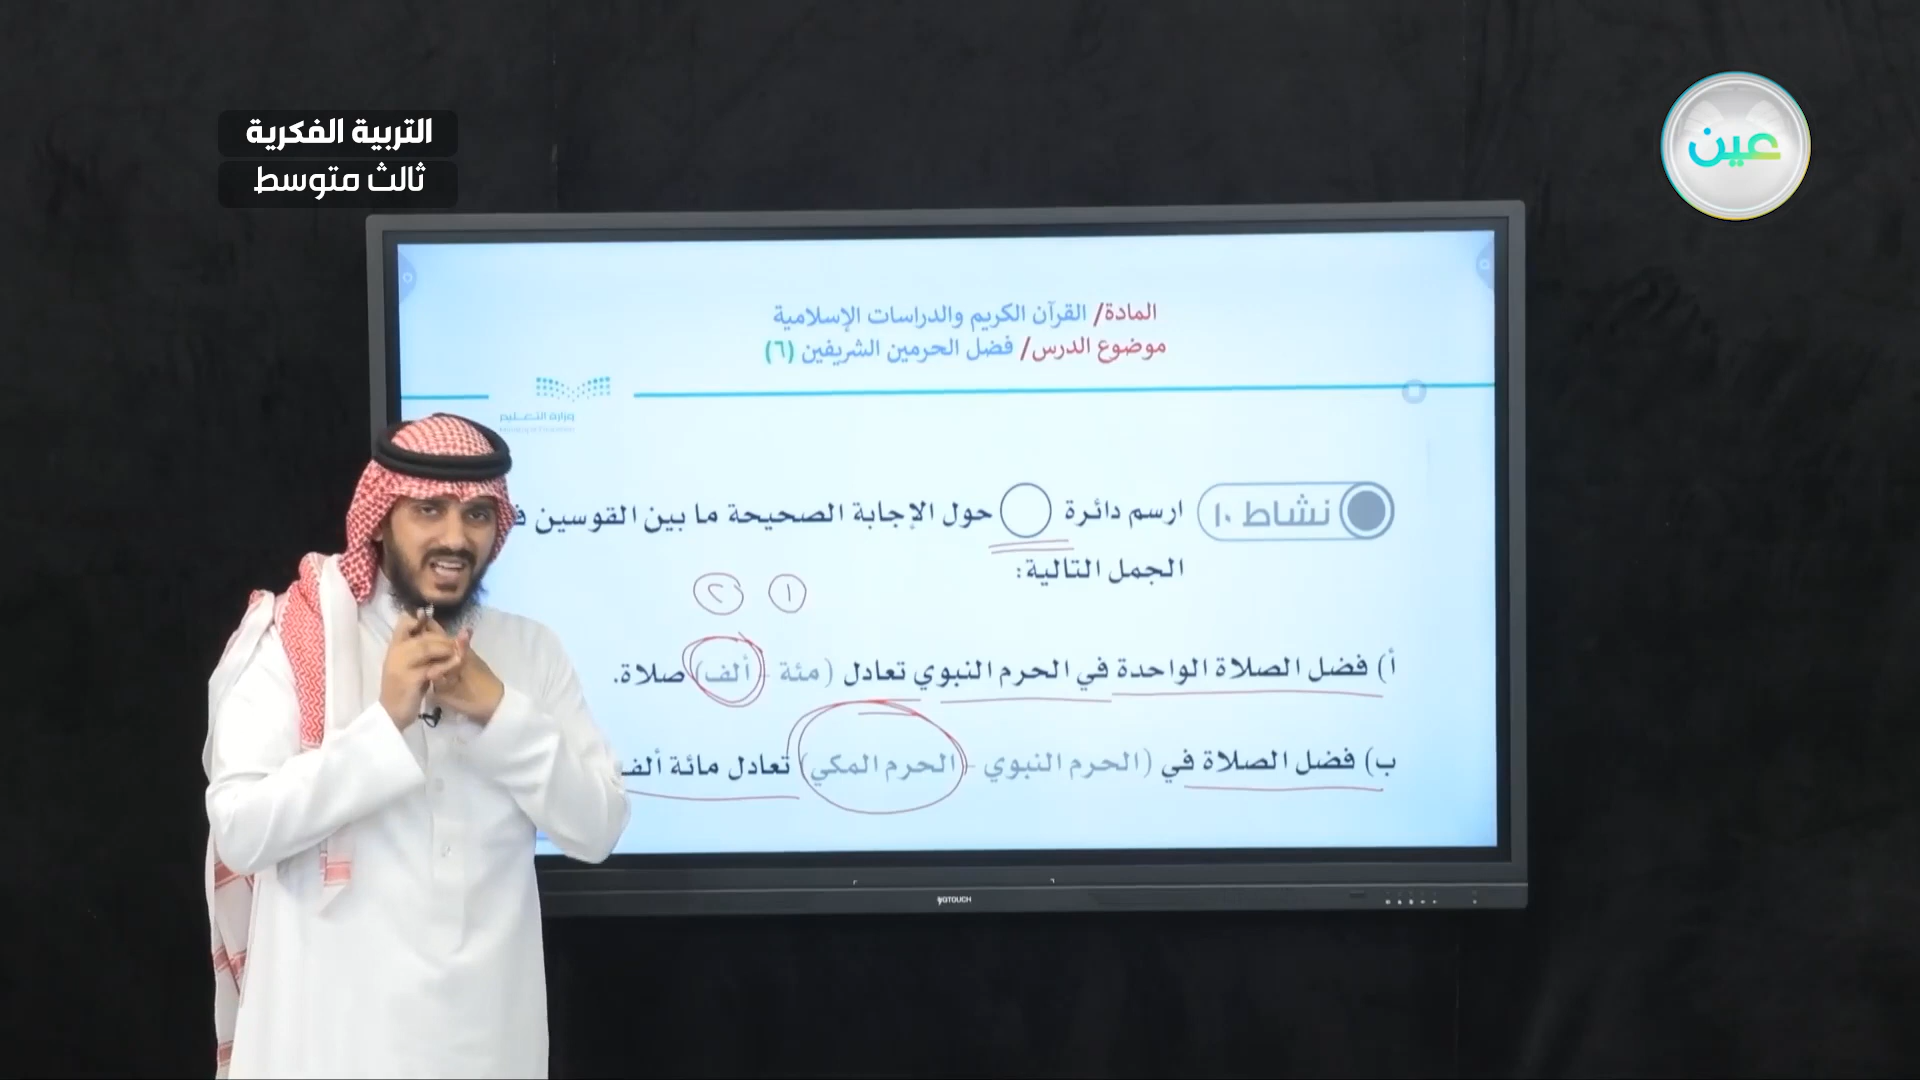 التربية الفكرية
ثالث متوسط
عين
المادة/ القرآن الكريم والدراسات الإسلامية
موضوع الدرس/ فضل الحرمين الشريفين (٦)
وزارة التعليم
نشاط ١٠ ارسم دائرة حول الإجابة الصحيحة ما بين القوسين
الجمل التالية:
١ ٢
أ) فضل الصلاة الواحدة في الحرم النبوي تعادل (مئة - ألف) صلاة.
ب) فضل الصلاة في (الحرم النبوي - الحرم المكي) تعادل مائة ألف